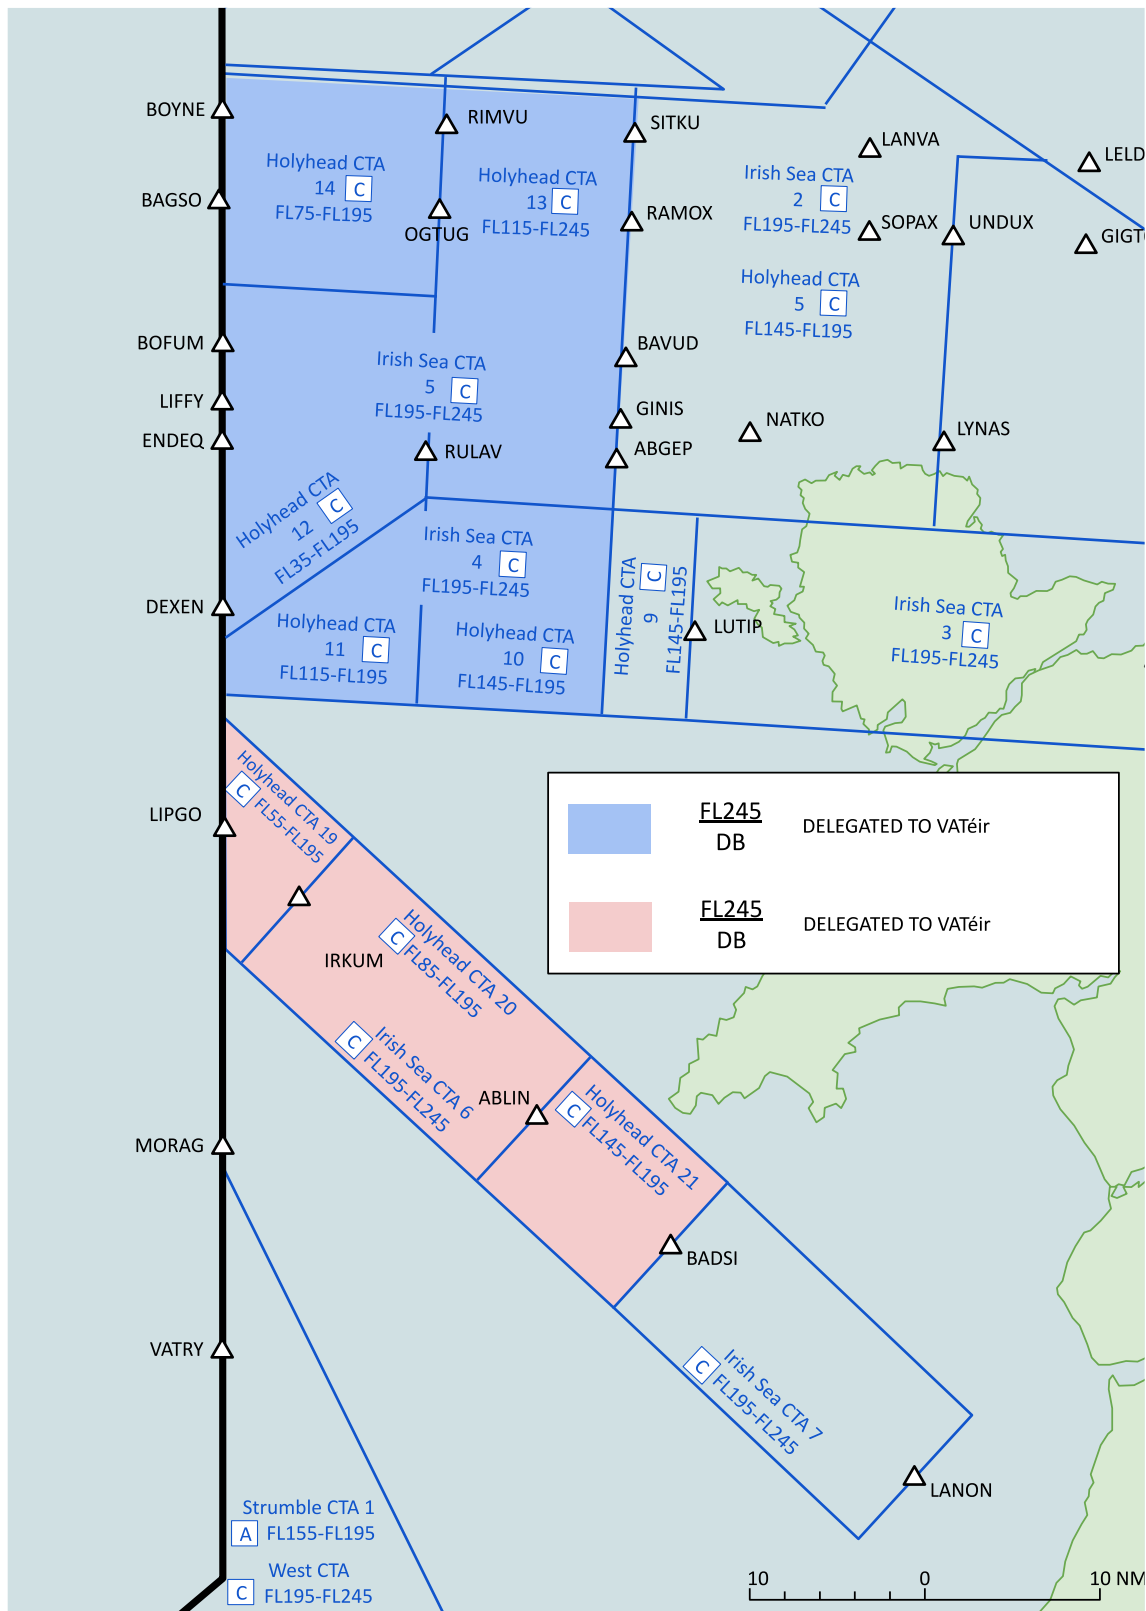 BOYNE
RIMVU
SITKU
LANVA
LELD
Holyhead CTA
14 C
FL75-FL195
Holyhead CTA
13 C
FL115-FL245
Irish Sea CTA
2 C
FL195-FL245
BAGSO
OGTUG
RAMOX
SOPAX
UNDUX
GIGT
Holyhead CTA
5 C
FL145-FL195
BOFUM
BAVUD
Irish Sea CTA
5 C
FL195-FL245
LIFFY
GINIS
NATKO
LYNAS
ENDEQ
RULAV
ABGEP
Holyhead CTA
12 C
FL35-FL195
Irish Sea CTA
4 C
FL195-FL245
Holyhead CTA
9 C
FL145-FL195
DEXEN
LUTIP
Irish Sea CTA
3 C
FL195-FL245
Holyhead CTA
11 C
FL115-FL195
Holyhead CTA
10 C
FL145-FL195
Holyhead CTA 19
C FL55-FL195
LIPGO
FL245
DB
DELEGATED TO VATéir
FL245
DB
DELEGATED TO VATéir
IRKUM
Holyhead CTA 20
C FL85-FL195
Irish Sea CTA 6
C FL195-FL245
ABLIN
Holyhead CTA 21
C FL145-FL195
MORAG
BADSI
VATRY
Irish Sea CTA 7
C FL195-FL245
LANON
Strumble CTA 1
A FL155-FL195
West CTA
C FL195-FL245
10 0 10 NM